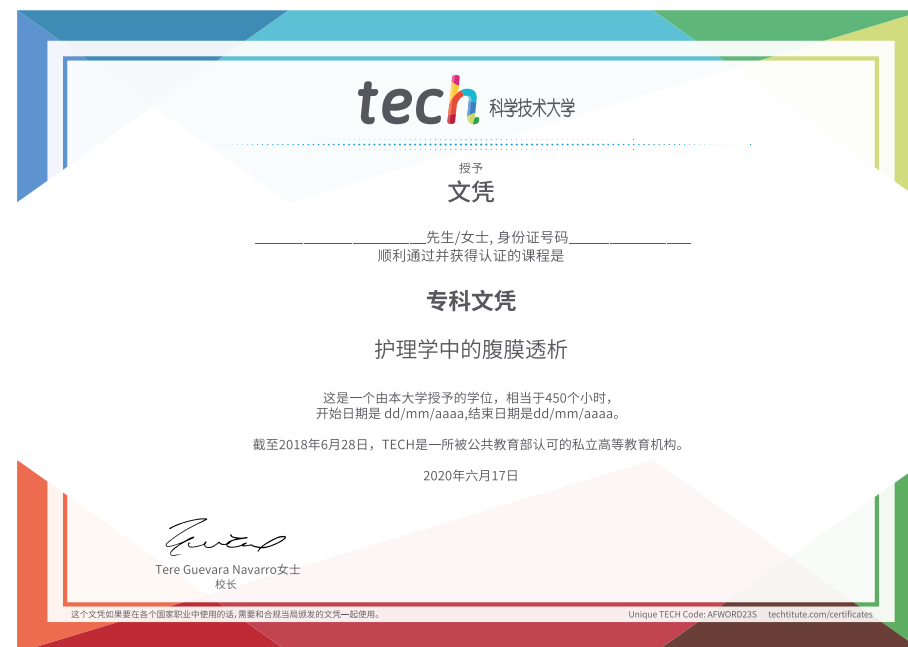 tech 科学技术大学
授予
文凭
先生/女士, 身份证号码
顺利通过并获得认证的课程是
专科文凭
护理学中的腹膜透析
这是一个由本大学授予的学位，相当于450个小时，
开始日期是 dd/mm/aaaa,结束日期是dd/mm/aaaa。
截至2018年6月28日，TECH是一所被公共教育部认可的私立高等教育机构。
2020年六月17日
Tere Guevara Navarro女士
校长
这个文凭如果要在各个国家职业中使用的话,需要和合规当局颁发的文凭一起使用。
Unique TECH Code: AFWORD23S techtitute.com/certificates